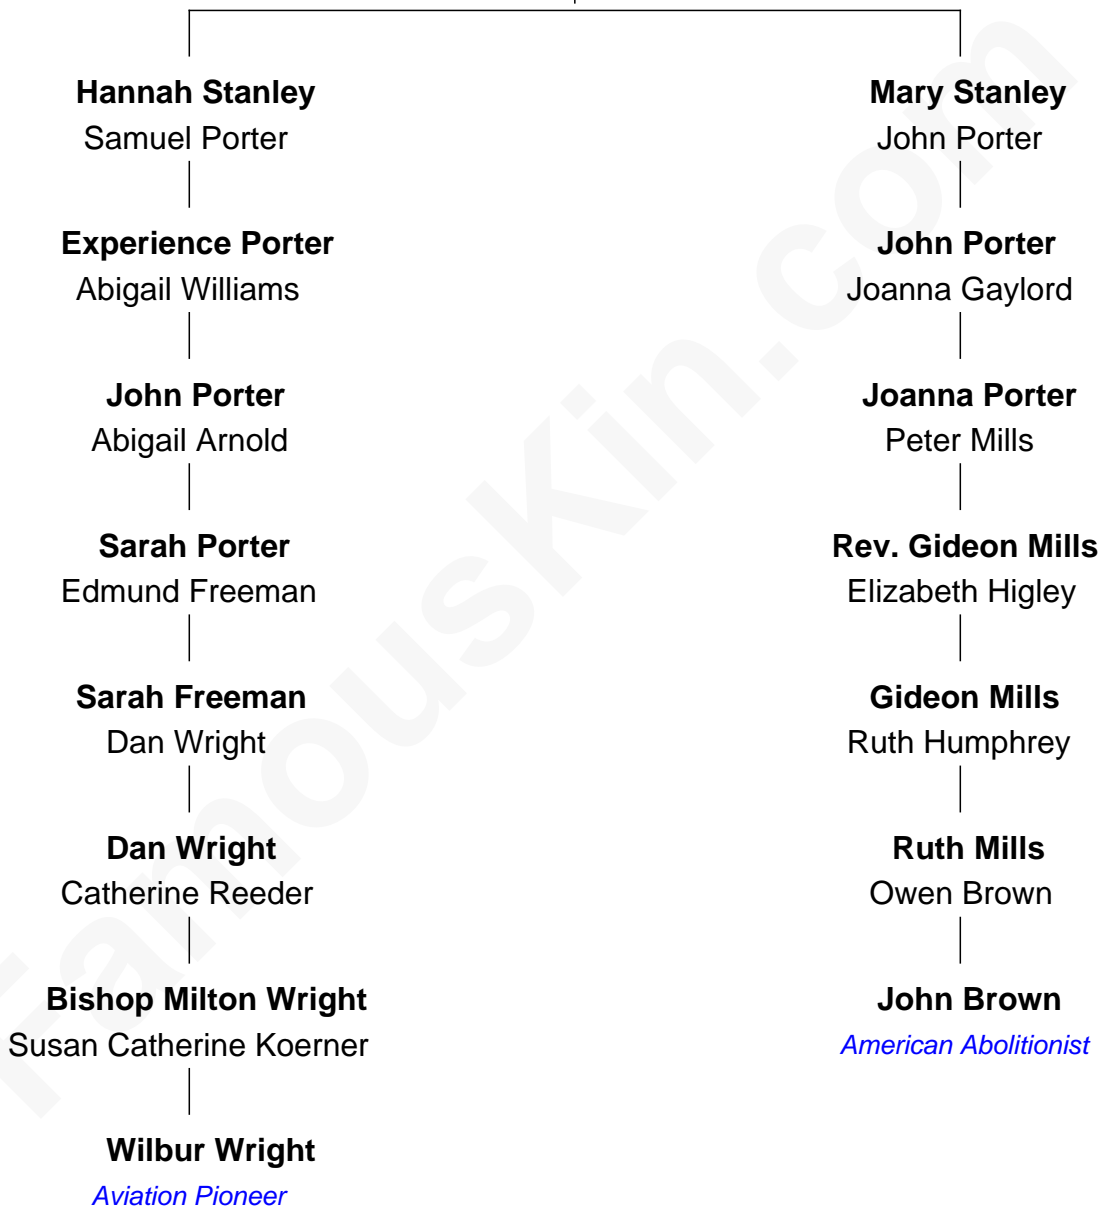 Hannah Stanley
Samuel Porter
Experience Porter
Abigail Williams
John Porter
Abigail Arnold
Sarah Porter
Edmund Freeman
Sarah Freeman
Dan Wright
Dan Wright
Catherine Reeder
Bishop Milton Wright
Susan Catherine Koerner
Wilbur Wright
Aviation Pioneer
Mary Stanley
John Porter
John Porter
Joanna Gaylord
Joanna Porter
Peter Mills
Rev. Gideon Mills
Elizabeth Higley
Gideon Mills
Ruth Humphrey
Ruth Mills
Owen Brown
John Brown
American Abolitionist
FamousKin.com